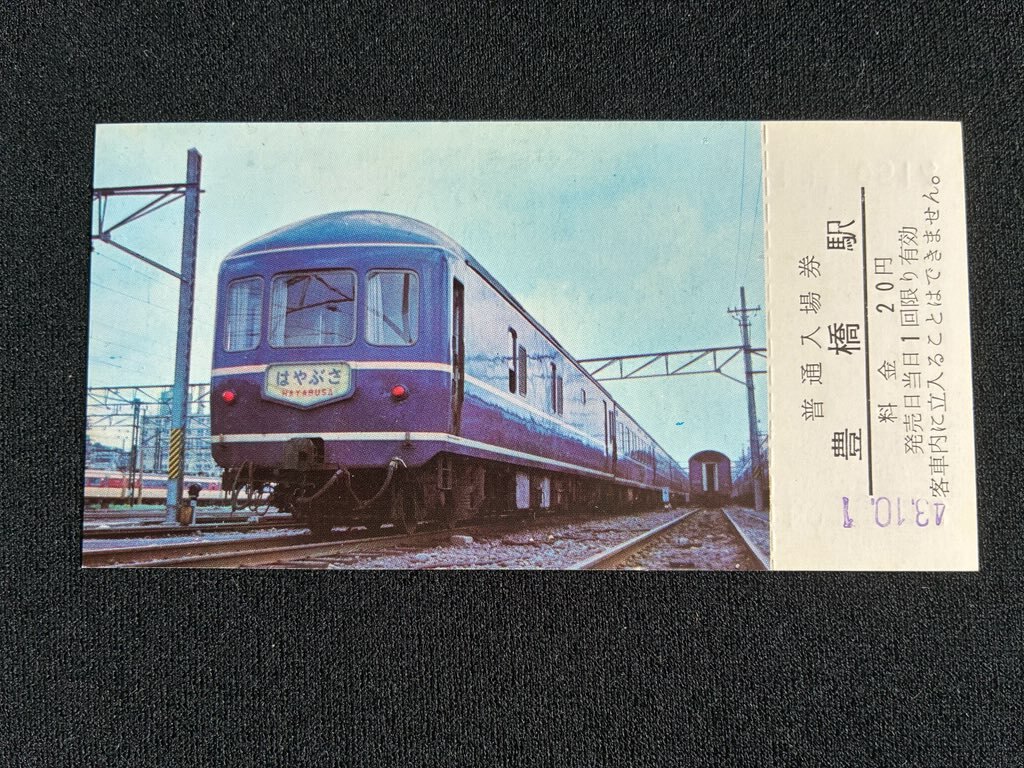 はやぶさ
HAYABUSA
普通入場券
豊橋駅
料金 20円
発売日当日1回限り有効
客車内に立入ることはできません。
43.10.1